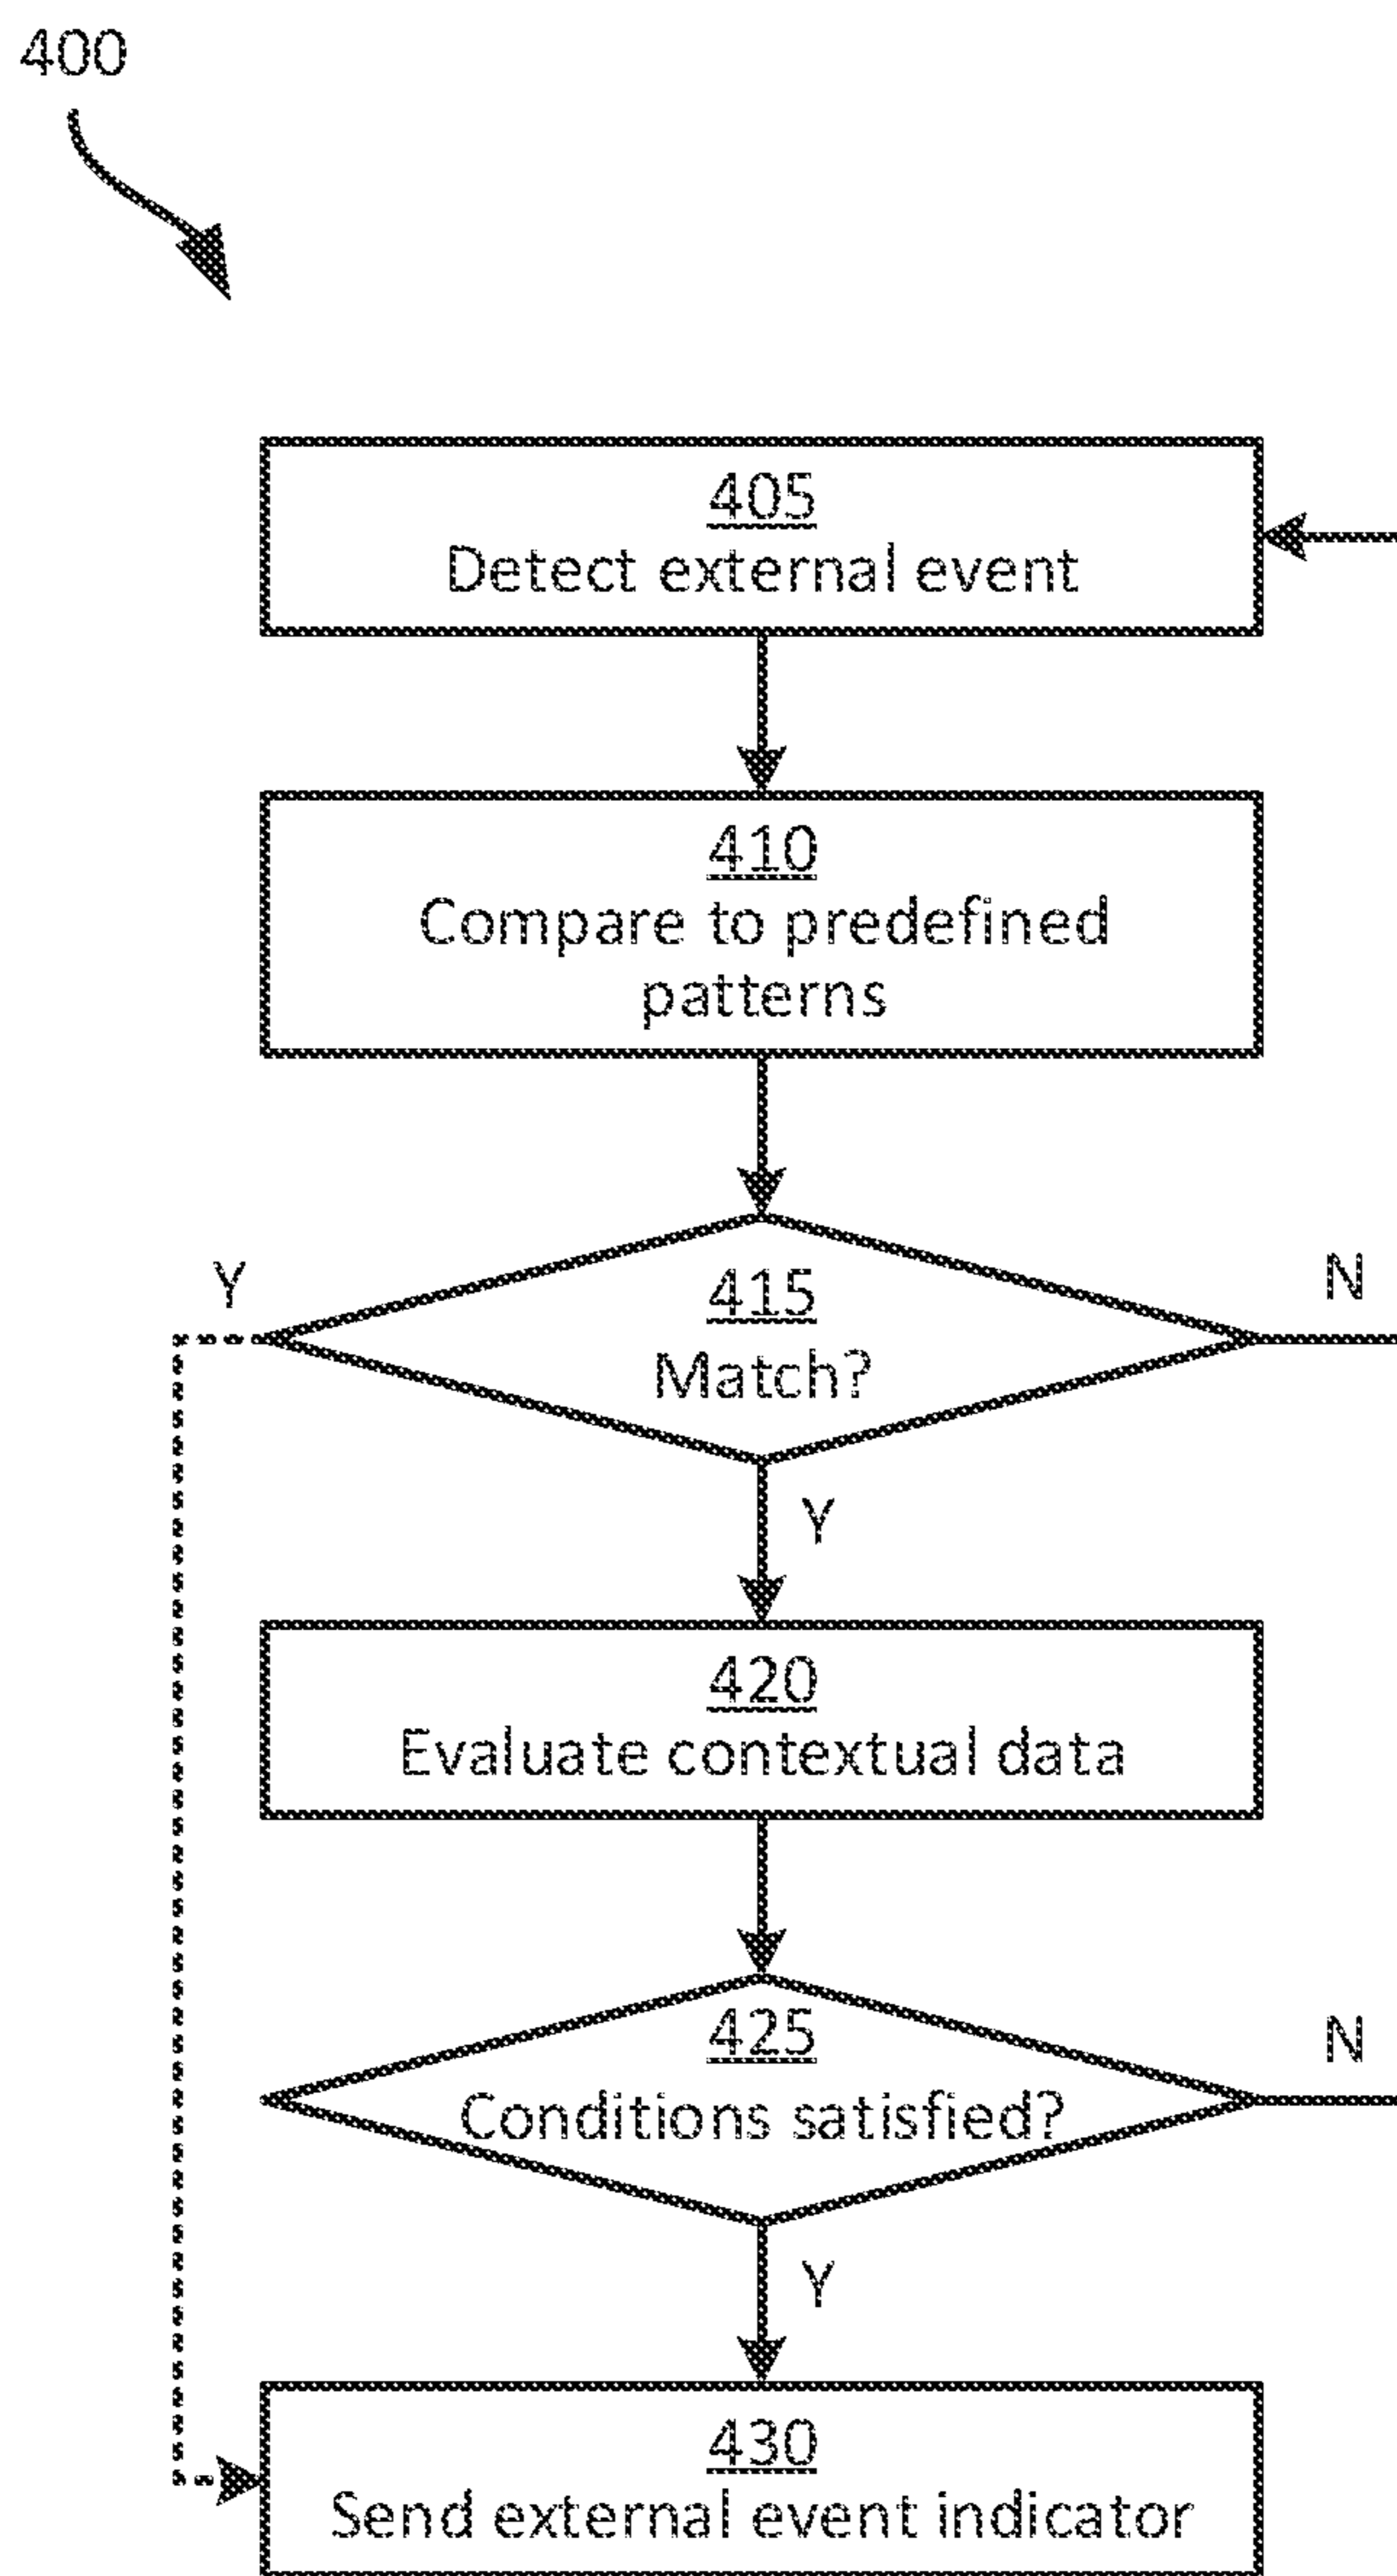 400
405
Detect external event
410
Compare to predefined
patterns
Y
415
N
Match?
Y
420
Evaluate contextual data
425
N
Conditions satisfied?
Y
430
Send external event indicator